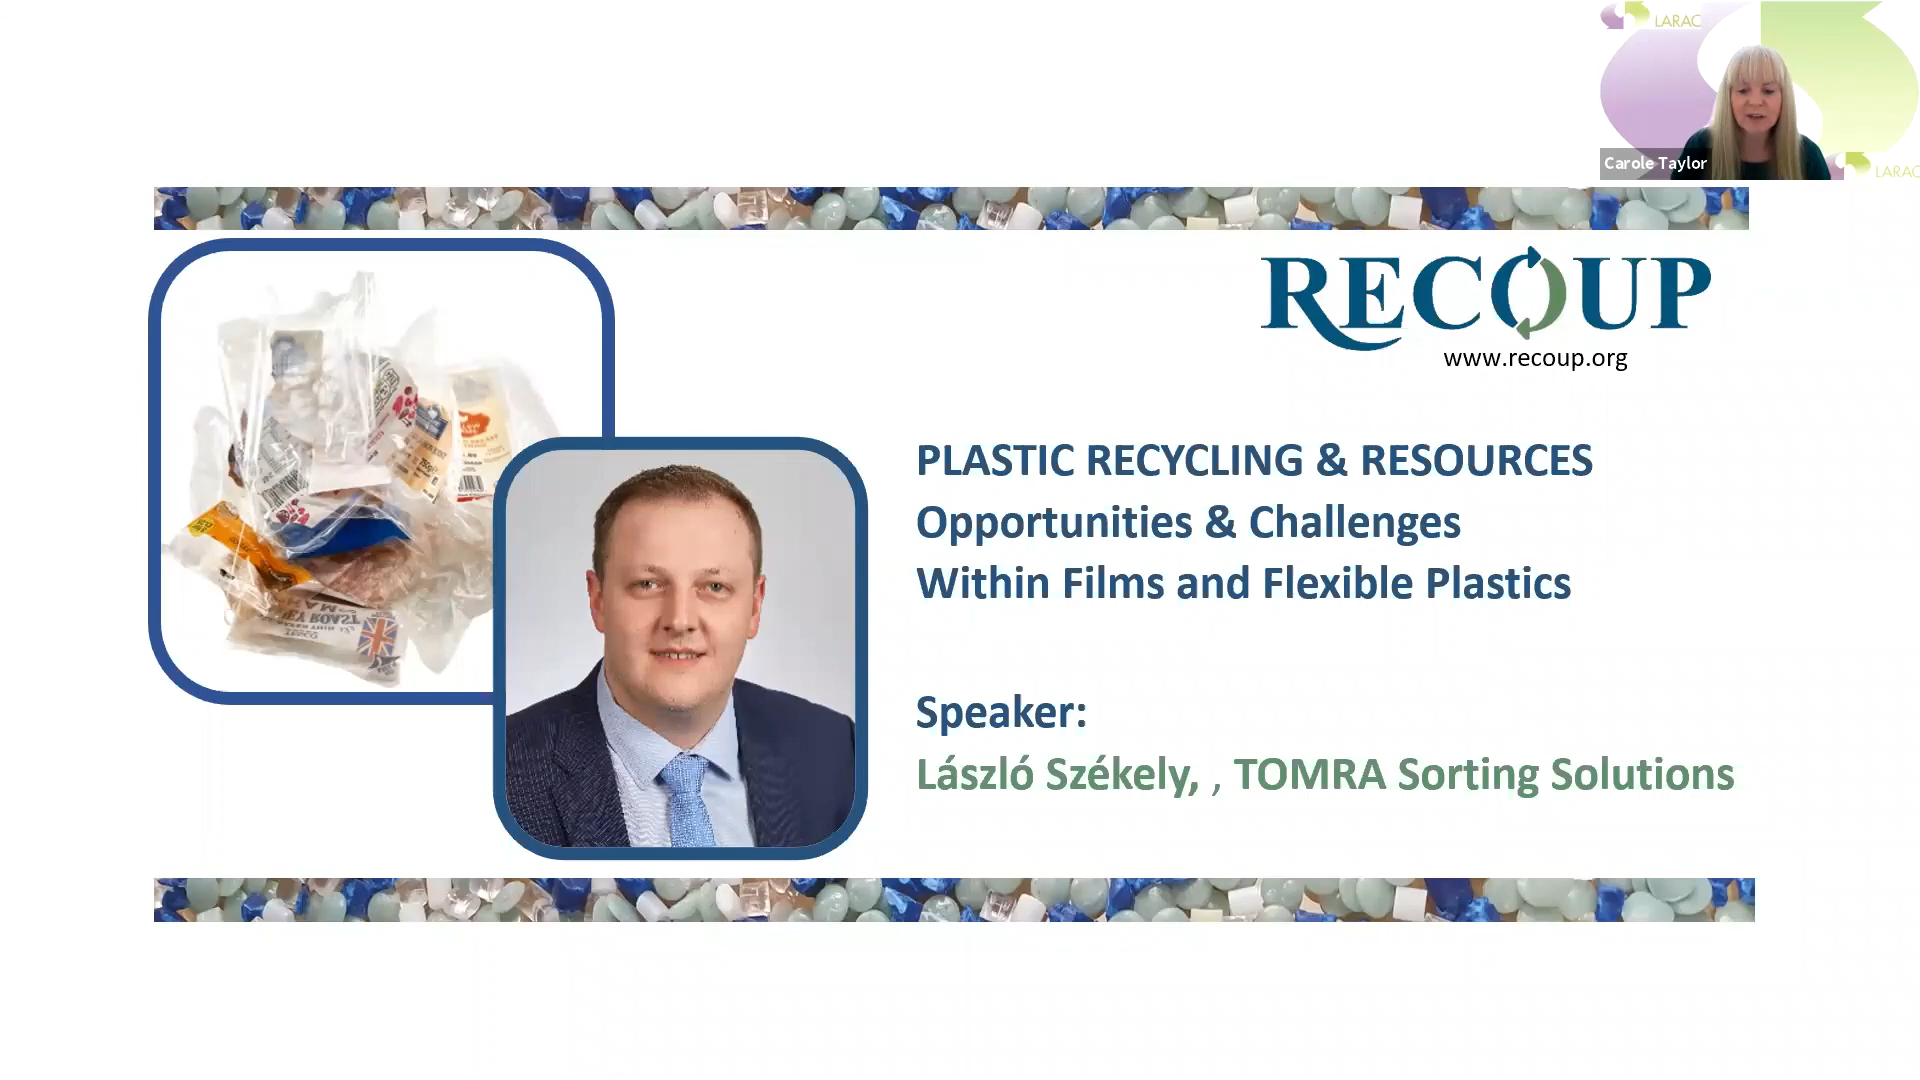 LARAC
Carole Taylor
LARAC
RECOUP
www.recoup.org
PLASTIC RECYCLING & RESOURCES
Opportunities & Challenges
Within Films and Flexible Plastics
Speaker:
László Székely, , TOMRA Sorting Solutions